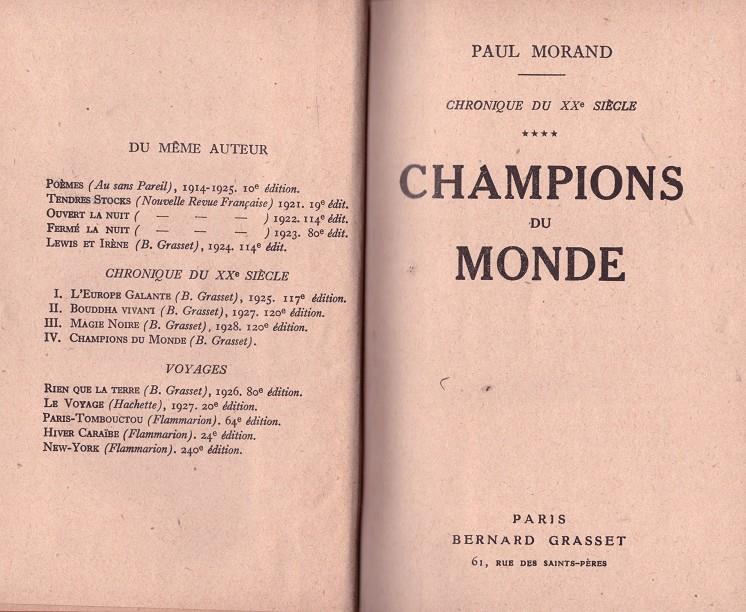 DU MÊME AUTEUR
POÈMES (Au sans Pareil), 1914-1925. 10e édition.
TENDRES STOCKS (Nouvelle Revue Française) 1921. 19e édit.
OUVERT LA NUIT ( — — — ) 1922. 114e édit.
FERMÉ LA NUIT ( — — — ) 1923. 80e édit.
LEWIS ET IRÈNE (B. Grasset), 1924. 114e édit.
CHRONIQUE DU XXe SIÈCLE
I. L'EUROPE GALANTE (B. Grasset), 1925. 117e édition.
II. BOUDDHA VIVANT (B. Grasset), 1927. 120e édition.
III. MAGIE NOIRE (B. Grasset), 1928. 120e édition.
IV. CHAMPIONS DU MONDE (B. Grasset).
VOYAGES
RIEN QUE LA TERRE (B. Grasset), 1926. 80e édition.
LE VOYAGE (Hachette), 1927. 20e édition.
PARIS-TOMBOUCTOU (Flammarion). 64e édition.
HIVER CARAÏBE (Flammarion). 24e édition.
NEW-YORK (Flammarion). 240e édition.
PAUL MORAND
CHRONIQUE DU XXe SIÈCLE
****
CHAMPIONS
DU
MONDE
PARIS
BERNARD GRASSET
61, RUE DES SAINTS-PÈRES